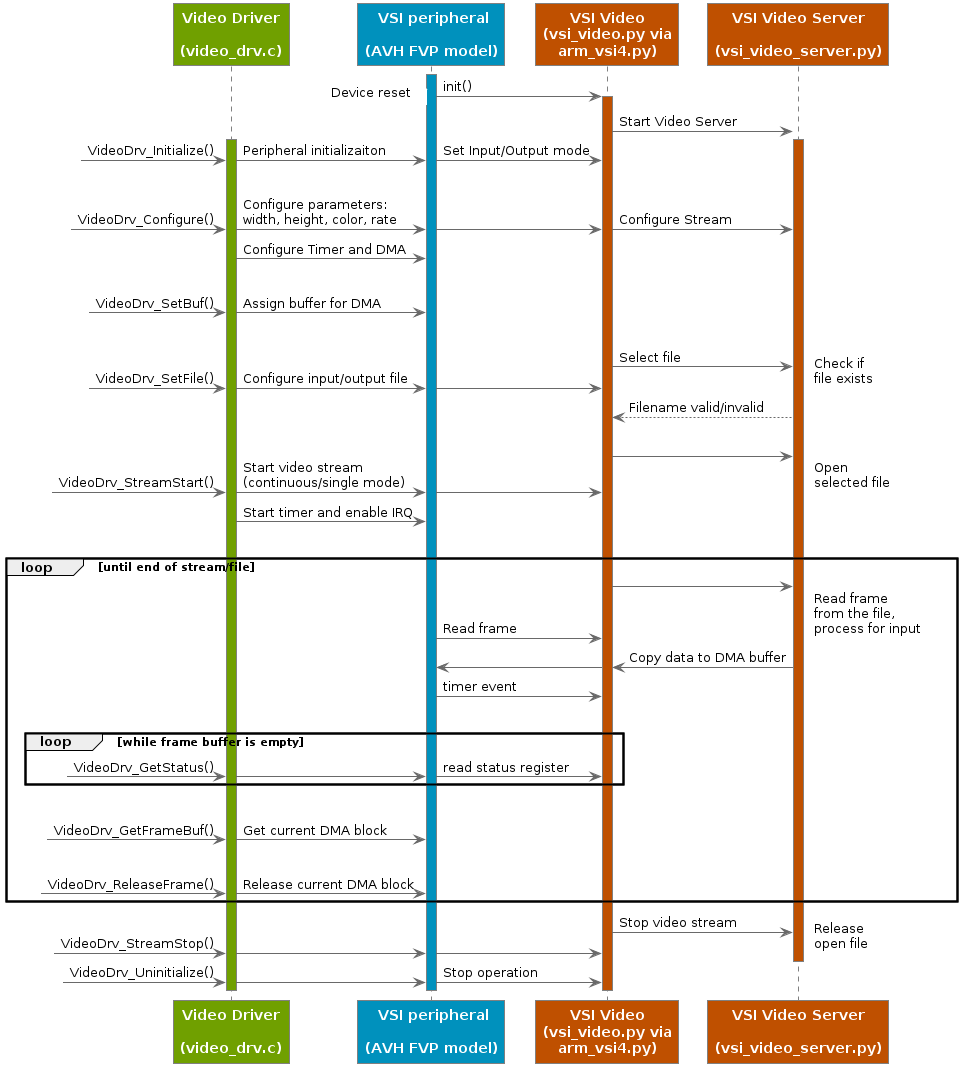 Video Driver
(video_drv.c)
VSI peripheral
(AVH FVP model)
VSI Video
(vsi_video.py via
arm_vsi4.py)
VSI Video Server
(vsi_video_server.py)
Device reset
init()
Start Video Server
VideoDrv_Initialize()
Peripheral initializaiton
Set Input/Output mode
Configure parameters:
width, height, color, rate
VideoDrv_Configure()
Configure Stream
Configure Timer and DMA
VideoDrv_SetBuf()
Assign buffer for DMA
Select file
Check if
file exists
VideoDrv_SetFile()
Configure input/output file
Filename valid/invalid
Open
selected file
VideoDrv_StreamStart()
Start video stream
(continuous/single mode)
Start timer and enable IRQ
loop
[until end of stream/file]
Read frame
from the file,
process for input
Read frame
Copy data to DMA buffer
timer event
loop
[while frame buffer is empty]
VideoDrv_GetStatus()
read status register
VideoDrv_GetFrameBuf()
Get current DMA block
VideoDrv_ReleaseFrame()
Release current DMA block
Stop video stream
Release
open file
VideoDrv_StreamStop()
VideoDrv_Uninitialize()
Stop operation
Video Driver
(video_drv.c)
VSI peripheral
(AVH FVP model)
VSI Video
(vsi_video.py via
arm_vsi4.py)
VSI Video Server
(vsi_video_server.py)